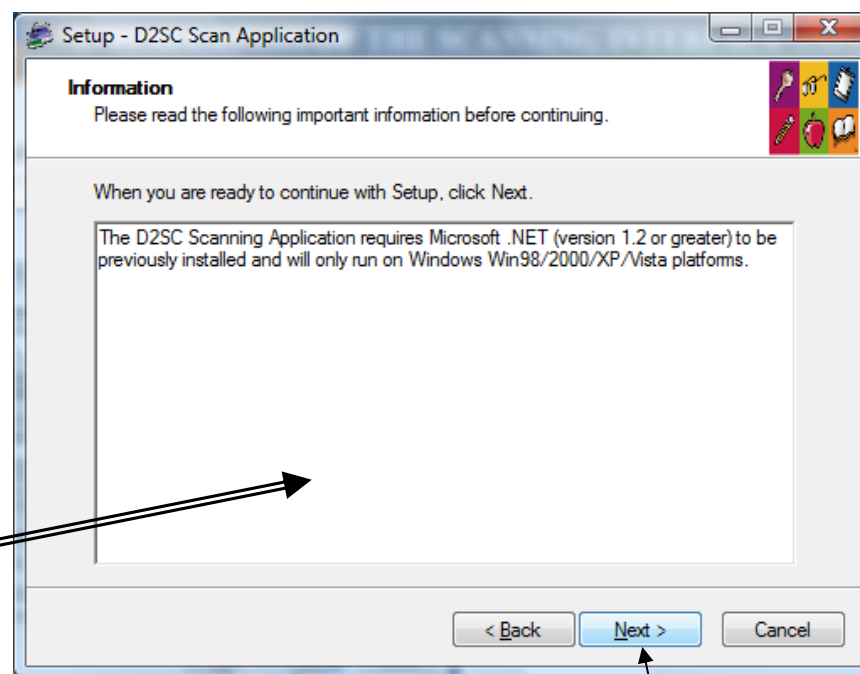 Setup - D2SC Scan Application
Information
Please read the following important information before continuing.
When you are ready to continue with Setup, click Next.
The D2SC Scanning Application requires Microsoft .NET (version 1.2 or greater) to be
previously installed and will only run on Windows Win98/2000/XP/Vista platforms.
< Back Next > Cancel